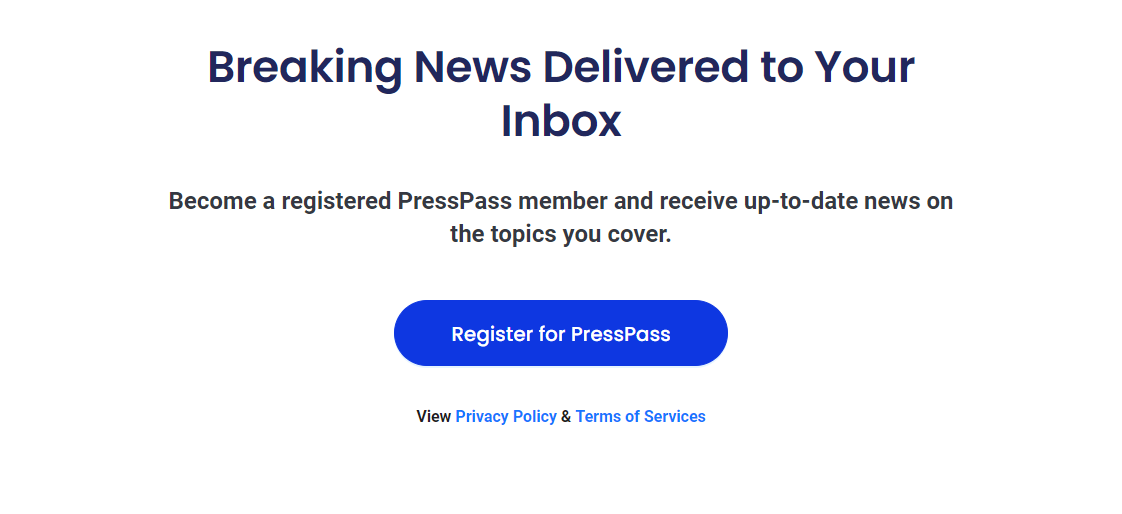 Breaking News Delivered to Your
Inbox
Become a registered PressPass member and receive up-to-date news on
the topics you cover.
Register for PressPass
View Privacy Policy & Terms of Services